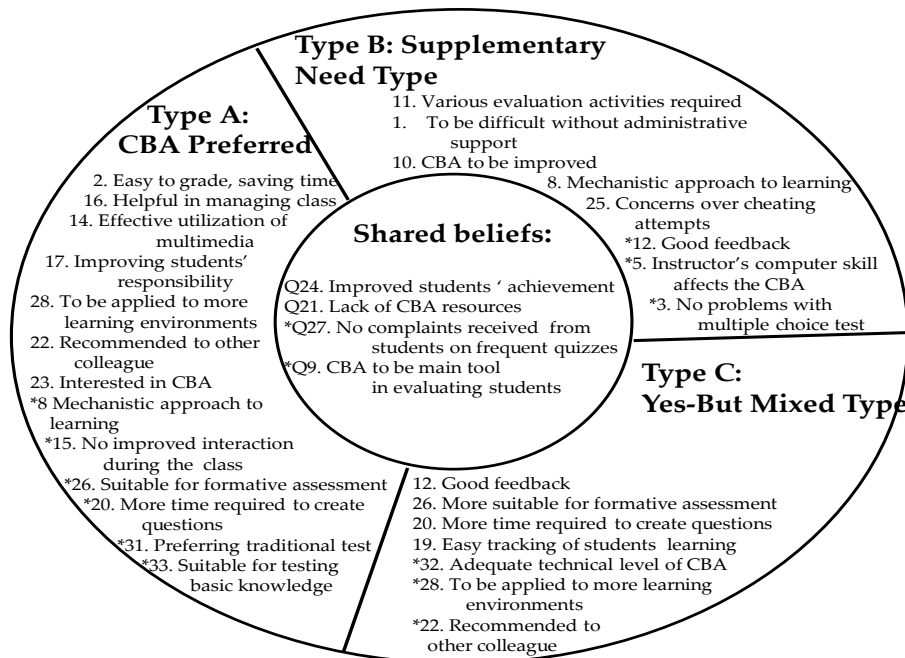 Type B: Supplementary
Need Type
11. Various evaluation activities required
1. To be difficult without administrative
support
10. CBA to be improved
8. Mechanistic approach to learning
25. Concerns over cheating
attempts
*12. Good feedback
*5. Instructor's computer skill
affects the CBA
*3. No problems with
multiple choice test
Type A:
CBA Preferred
2. Easy to grade, saving time
16. Helpful in managing class
14. Effective utilization of
multimedia
17. Improving students'
responsibility
28. To be applied to more
learning environments
22. Recommended to other
colleague
23. Interested in CBA
*8 Mechanistic approach to
learning
*15. No improved interaction
during the class
*26. Suitable for formative assessment
*20. More time required to create
questions
*31. Preferring traditional test
*33. Suitable for testing
basic knowledge
Shared beliefs:
Q24. Improved students ' achievement
Q21. Lack of CBA resources
*Q27. No complaints received from
students on frequent quizzes
*Q9. CBA to be main tool
in evaluating students
Type C:
Yes-But Mixed Type
12. Good feedback
26. More suitable for formative assessment
20. More time required to create questions
19. Easy tracking of students learning
*32. Adequate technical level of CBA
*28. To be applied to more learning
environments
*22. Recommended to
other colleague